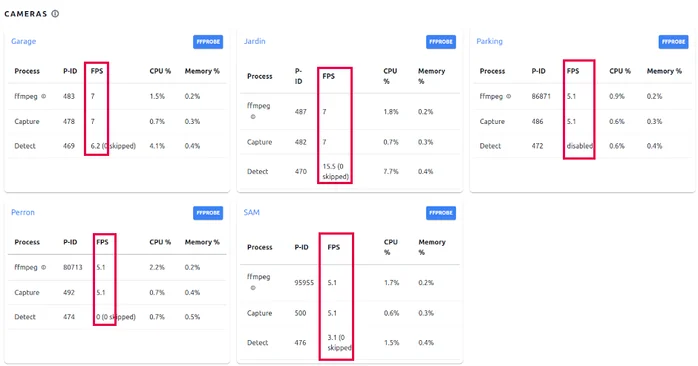 CAMERAS ⓘ
Garage FFPROBE
Process P-ID FPS CPU % Memory %
ffmpeg 483 7 1.5% 0.2%
Capture 478 7 0.7% 0.3%
Detect 469 6.2 (0 skipped) 4.1% 0.4%
Jardin FFPROBE
Process P-ID FPS CPU % Memory %
ffmpeg 487 7 1.8% 0.2%
Capture 482 7 0.7% 0.3%
Detect 470 15.5 (0 skipped) 7.7% 0.4%
Parking FFPROBE
Process P-ID FPS CPU % Memory %
ffmpeg 86871 5.1 0.9% 0.2%
Capture 486 5.1 0.6% 0.3%
Detect 472 disabled 0.6% 0.4%
Perron FFPROBE
Process P-ID FPS CPU % Memory %
ffmpeg 80713 5.1 2.2% 0.2%
Capture 492 5.1 0.7% 0.4%
Detect 474 0 (0 skipped) 0.7% 0.5%
SAM FFPROBE
Process P-ID FPS CPU % Memory %
ffmpeg 95955 5.1 1.7% 0.2%
Capture 500 5.1 0.6% 0.3%
Detect 476 3.1 (0 skipped) 1.5% 0.4%